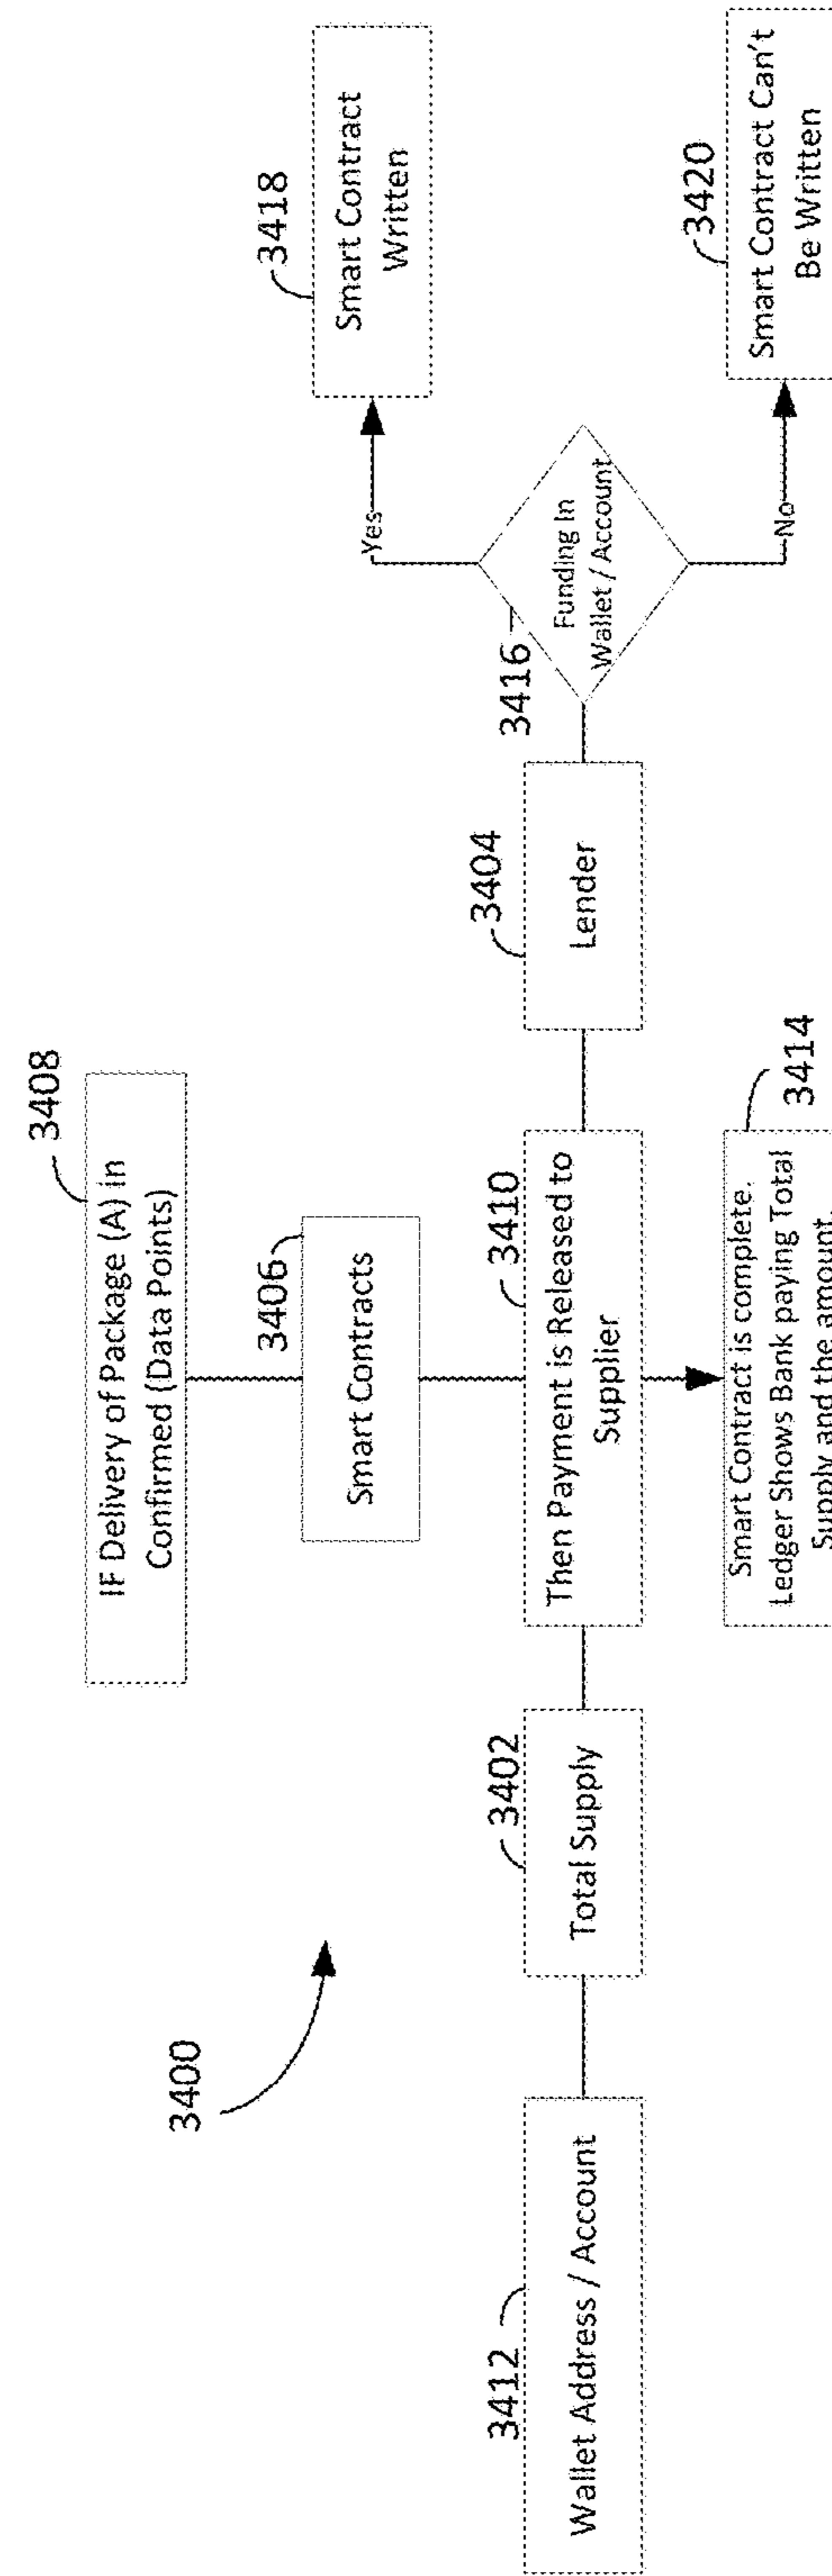 3400
3408
IF Delivery of Package (A) in
Confirmed (Data Points)
3406
Smart Contracts
3412
Wallet Address / Account
3402
Total Supply
3410
Then Payment is Released to
Supplier
3404
Lender
3416
Funding In
Wallet / Account
Yes
3418
Smart Contract
Written
No
3420
Smart Contract Can't
Be Written
3414
Smart Contract is complete.
Ledger Shows Bank paying Total
Supply and the amount.